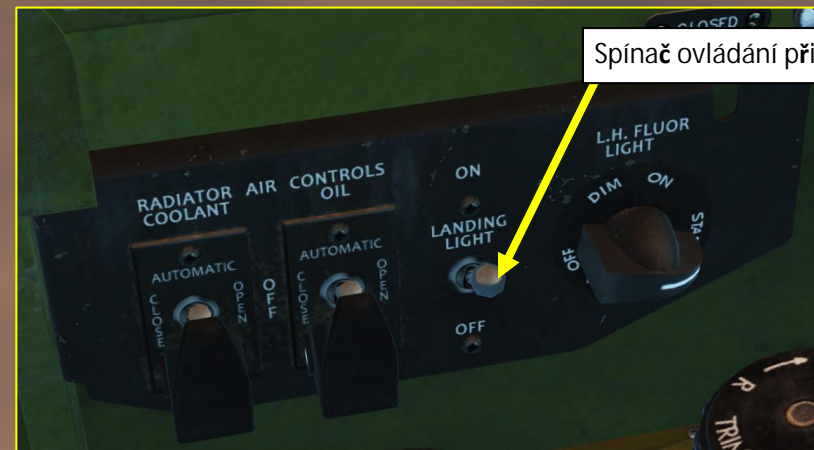 CLOSED
Spínač ovládání při
L.H. FLUOR
LIGHT
DIM ON
OFF
ON
LANDING
LIGHT
OFF
RADIATOR AIR CONTROLS
COOLANT OIL
AUTOMATIC
CLOSE
OPEN
OFF
AUTOMATIC
CLOSE
OPEN
TRIM